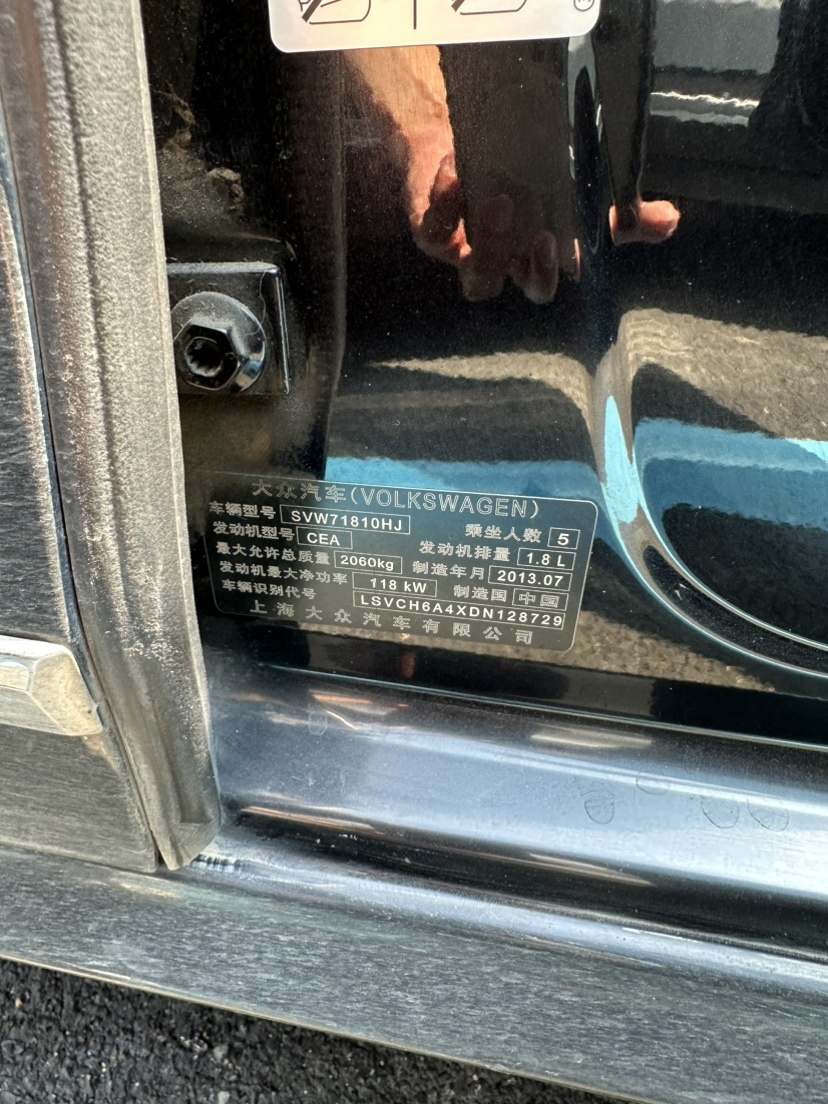 大众汽车(VOLKSWAGEN)
车辆型号 SVW71810HJ 乘坐人数 5
发动机型号 CEA 发动机排量 1.8 L
最大允许总质量 2060kg 制造年月 2013.07
发动机最大净功率 118 kW 制造国 中国
车辆识别代号 LSVCH6A4XDN128729
上海大众汽车有限公司